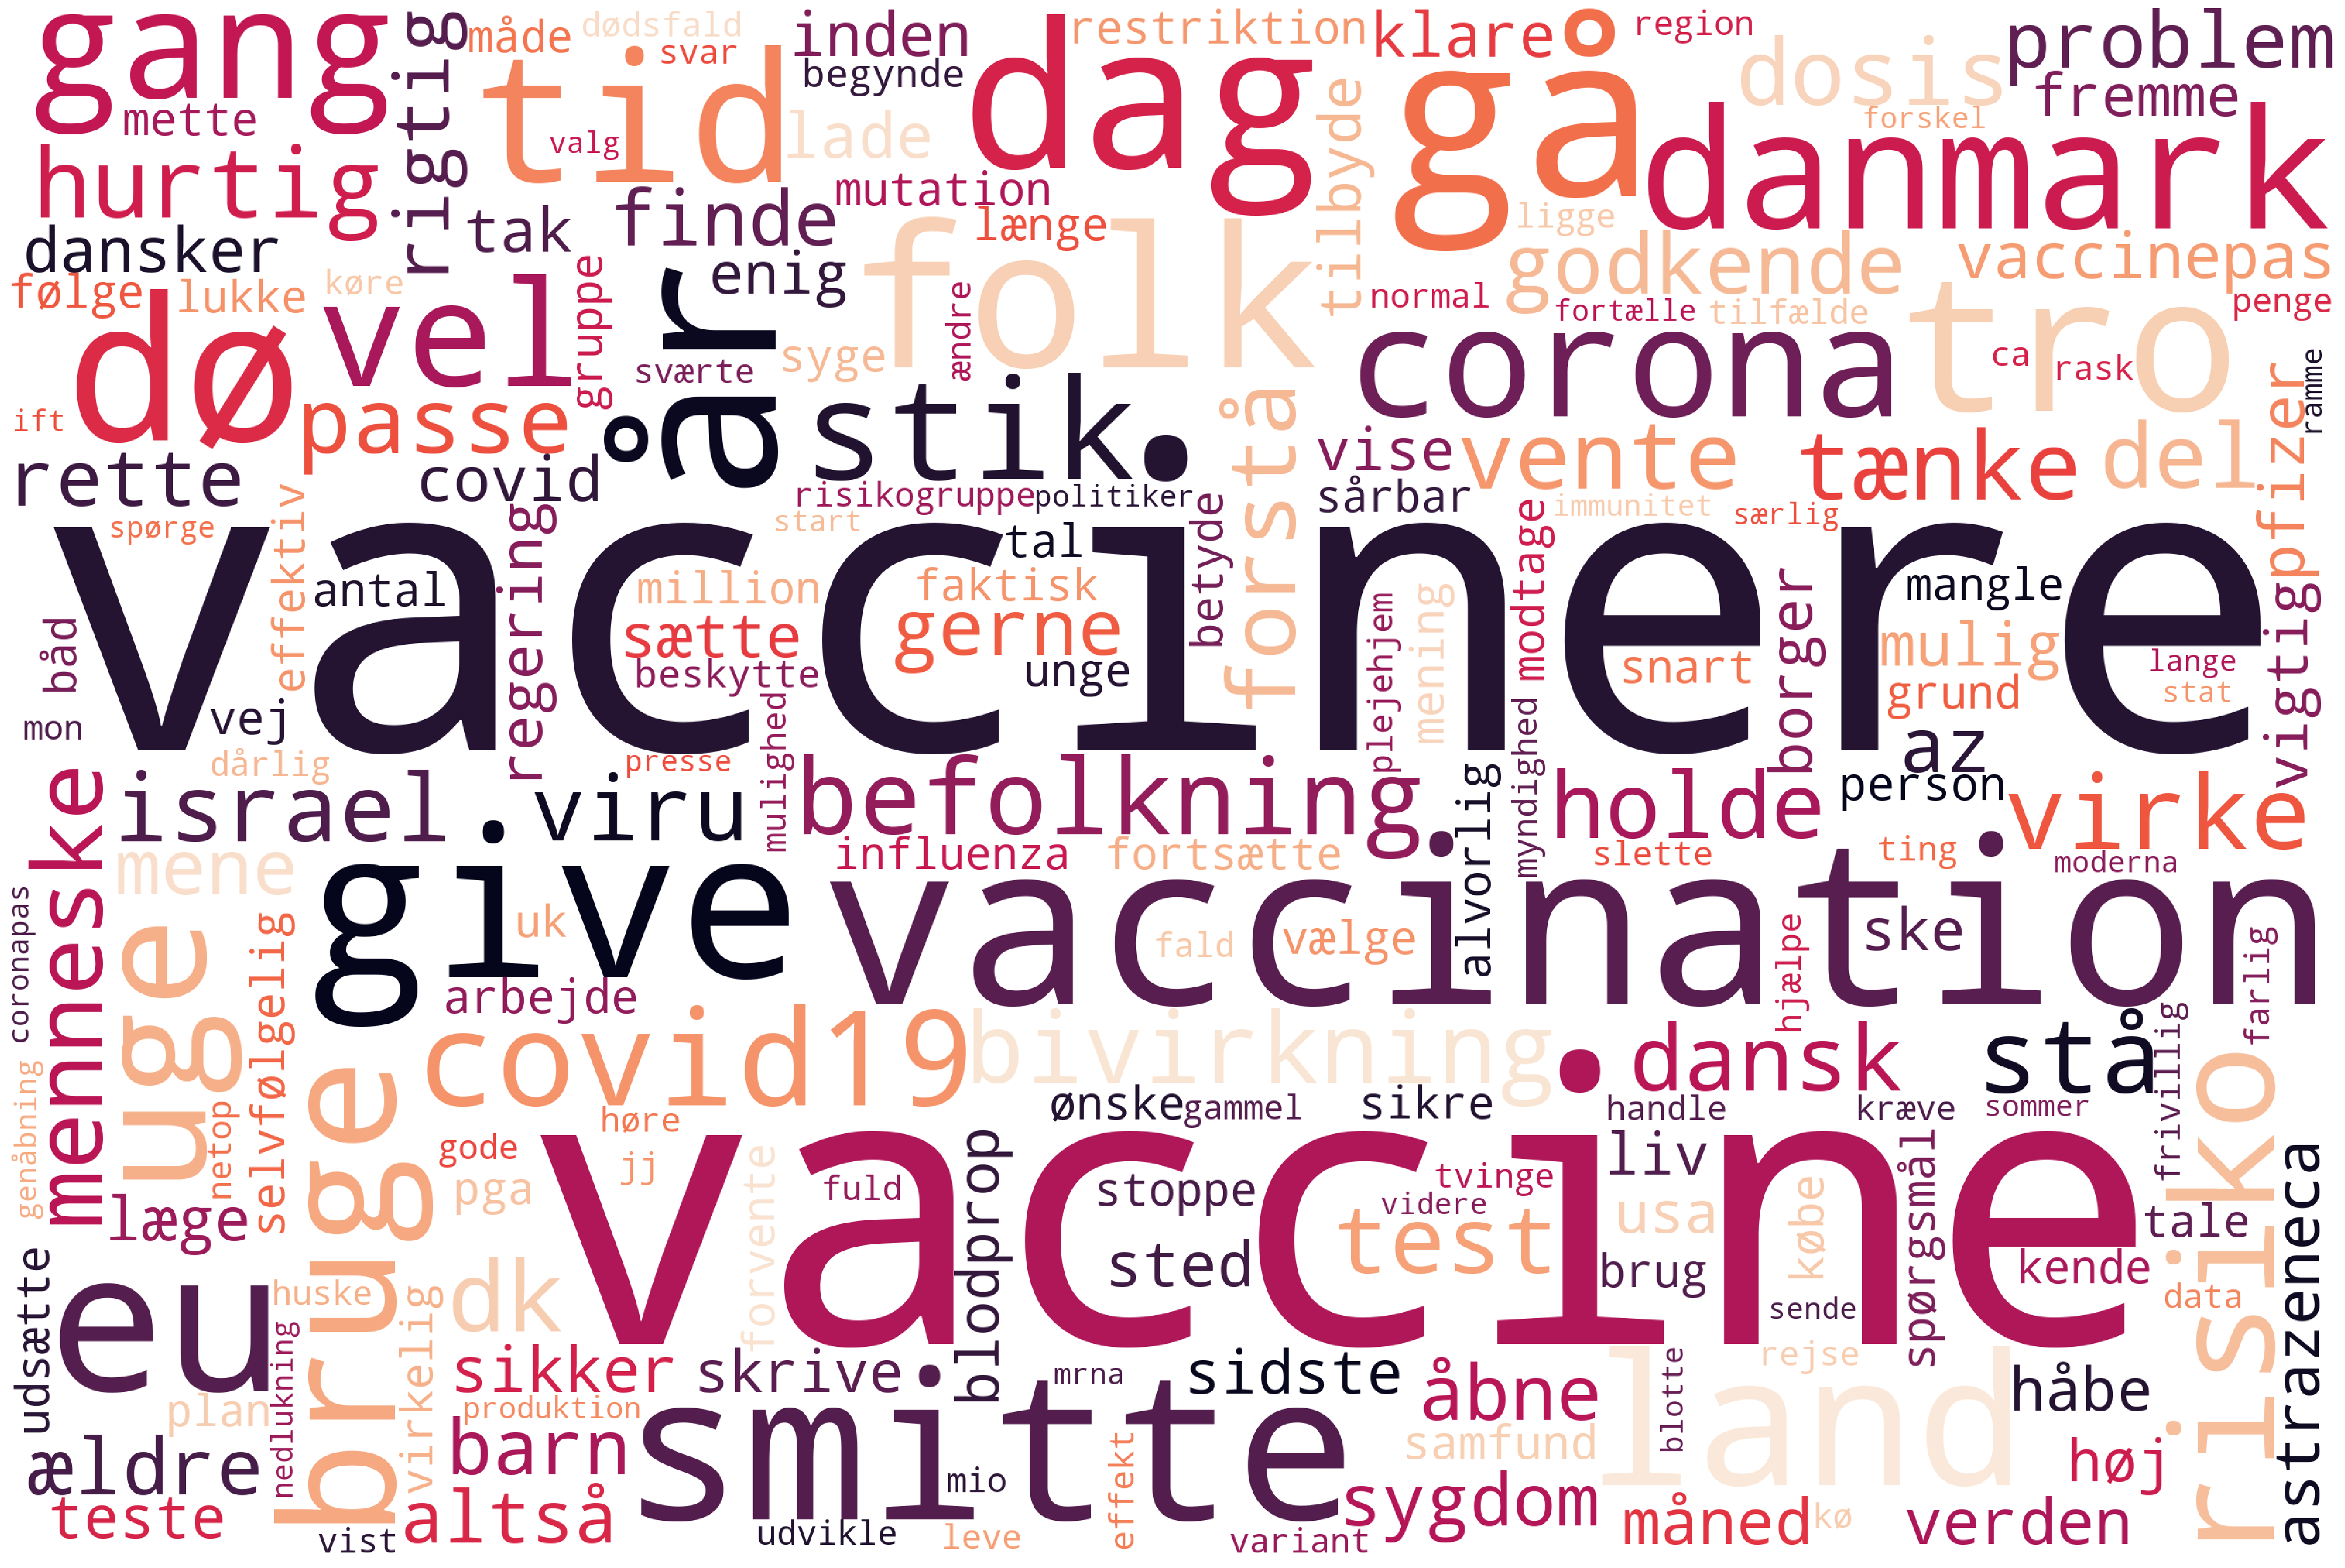 gang
rigtig
måde
dødsfald
svar
inden
begynde
restriktion
klare
region
problem
mette
tid
valg
lade
dag
gå
tilbyde
dosis
fremme
forskel
danmark
hurtig
tak
finde
mutation
længe
ligge
dansker
enig
folk
godkende
vaccinepas
følge
lukke
køre
gruppe
år
ændre
normal
fortælle
tilfælde
penge
dø
vel
sværte
syge
stik
corona
tro
ca
rask
ramme
ift
passe
forstå
pfizer
rette
covid
risikogruppe
politiker
vise
vente
tænke
del
sårbar
spørge
effektiv
regering
start
tal
betyde
immunitet
særlig
modtage
vaccinere
antal
million
faktisk
borger
mangle
vigtig
båd
sætte
gerne
plejehjem
mening
mulig
beskytte
unge
snart
lange
mon
vej
myndighed
grund
stat
dårlig
mulighed
presse
az
menneske
israel
viru
befolkning
alvorlig
holde
person
virke
mene
influenza
fortsætte
slette
ting
moderna
coronapas
uge
selvfølgelig
give
uk
vaccination
fald
vælge
ske
hjælpe
farlig
arbejde
covid19
bivirkning
dansk
stå
frivillig
risiko
genåbning
netop
bruge
høre
ønske
gammel
sikre
handle
kræve
sommer
gode
jj
blodprop
vaccine
liv
spørgsmål
astrazeneca
læge
pga
forvente
fuld
stoppe
tvinge
videre
usa
købe
tale
udsætte
eu
huske
dk
sted
test
brug
sende
kende
data
nedlukning
virkelig
sikker
skrive
mrna
sidste
åbne
blotte
rejse
håbe
plan
produktion
smitte
land
ældre
barn
mio
effekt
samfund
høj
teste
vist
altså
udvikle
leve
variant
sygdom
måned
kø
verden